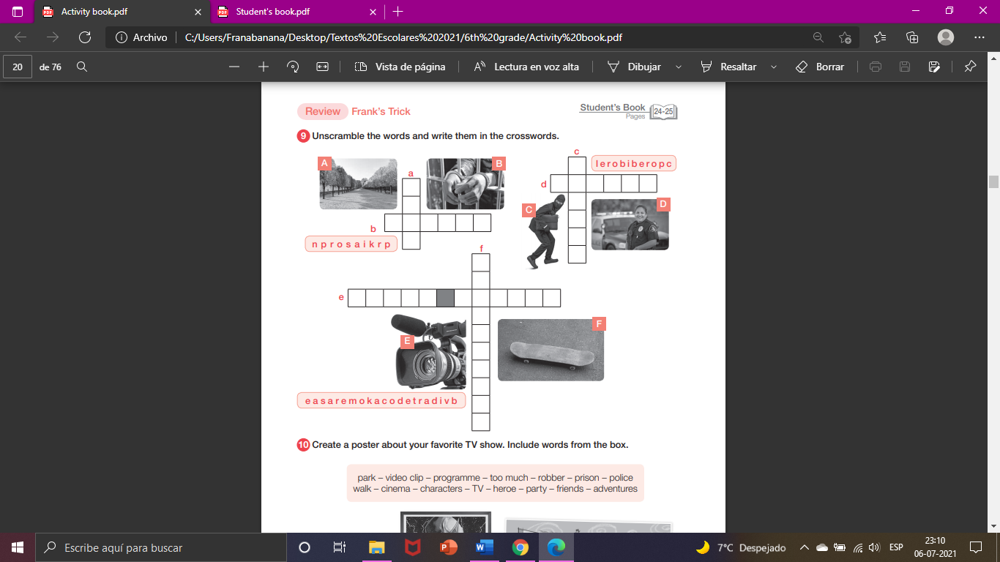 Activity book.pdf
Student's book.pdf
Archivo
C:/Users/Franabanana/Desktop/Textos%20Escolares%202021/6th%20grade/Activity%20book.pdf
20 de 76
Vista de página
Lectura en voz alta
Dibujar
Resaltar
Borrar
Review Frank's Trick
Student's Book
Pages 24-25
9 Unscramble the words and write them in the crosswords.
A
B
a
b
n p r o s a i k r p
c
l e r o b i b e r o p c
d
C
D
f
e
E
F
e a s a r e m o k a c o d e t r a d i v b
10 Create a poster about your favorite TV show. Include words from the box.
park – video clip – programme – too much – robber – prison – police
walk – cinema – characters – TV – heroe – party – friends – adventures
Escribe aquí para buscar
7°C Despejado
ESP
23:10
06-07-2021